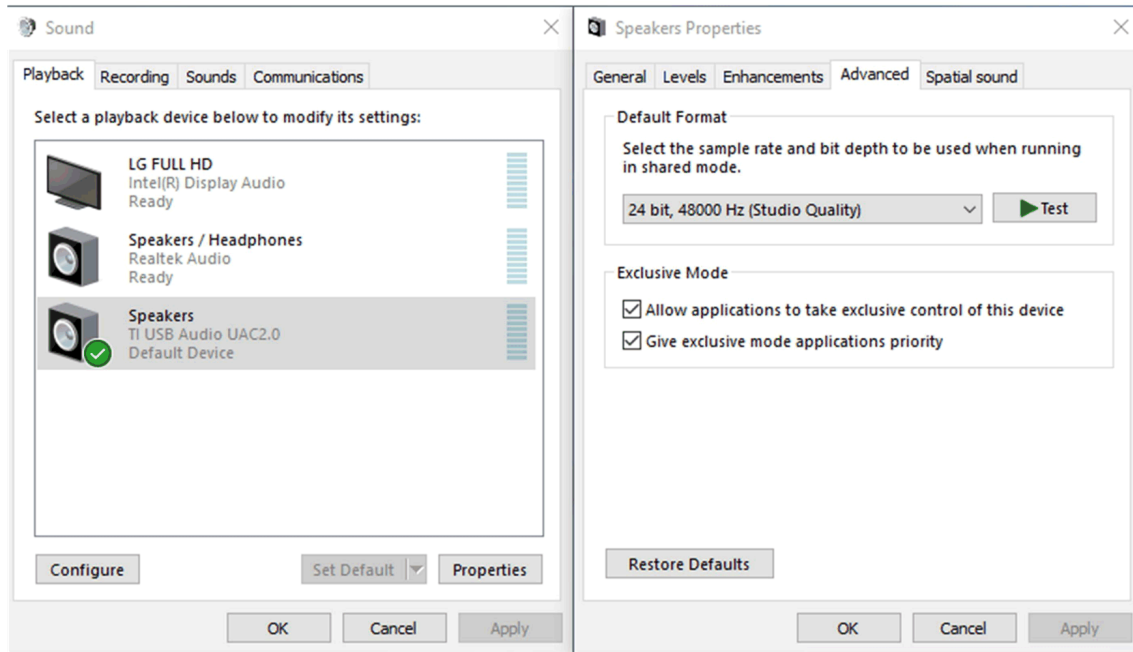 Sound
Playback
Recording
Sounds
Communications
Select a playback device below to modify its settings:
LG FULL HD
Intel(R) Display Audio
Ready
Speakers / Headphones
Realtek Audio
Ready
Speakers
TI USB Audio UAC2.0
Default Device
Configure
Set Default
Properties
OK
Cancel
Apply
Speakers Properties
General
Levels
Enhancements
Advanced
Spatial sound
Default Format
Select the sample rate and bit depth to be used when running
in shared mode.
24 bit, 48000 Hz (Studio Quality)
Test
Exclusive Mode
Allow applications to take exclusive control of this device
Give exclusive mode applications priority
Restore Defaults
OK
Cancel
Apply